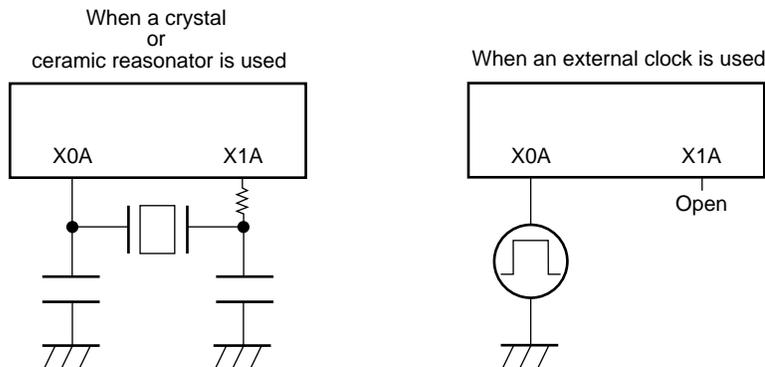 When a crystal
or
ceramic reasonator is used
X0A
X1A
When an external clock is used
X0A
X1A
Open